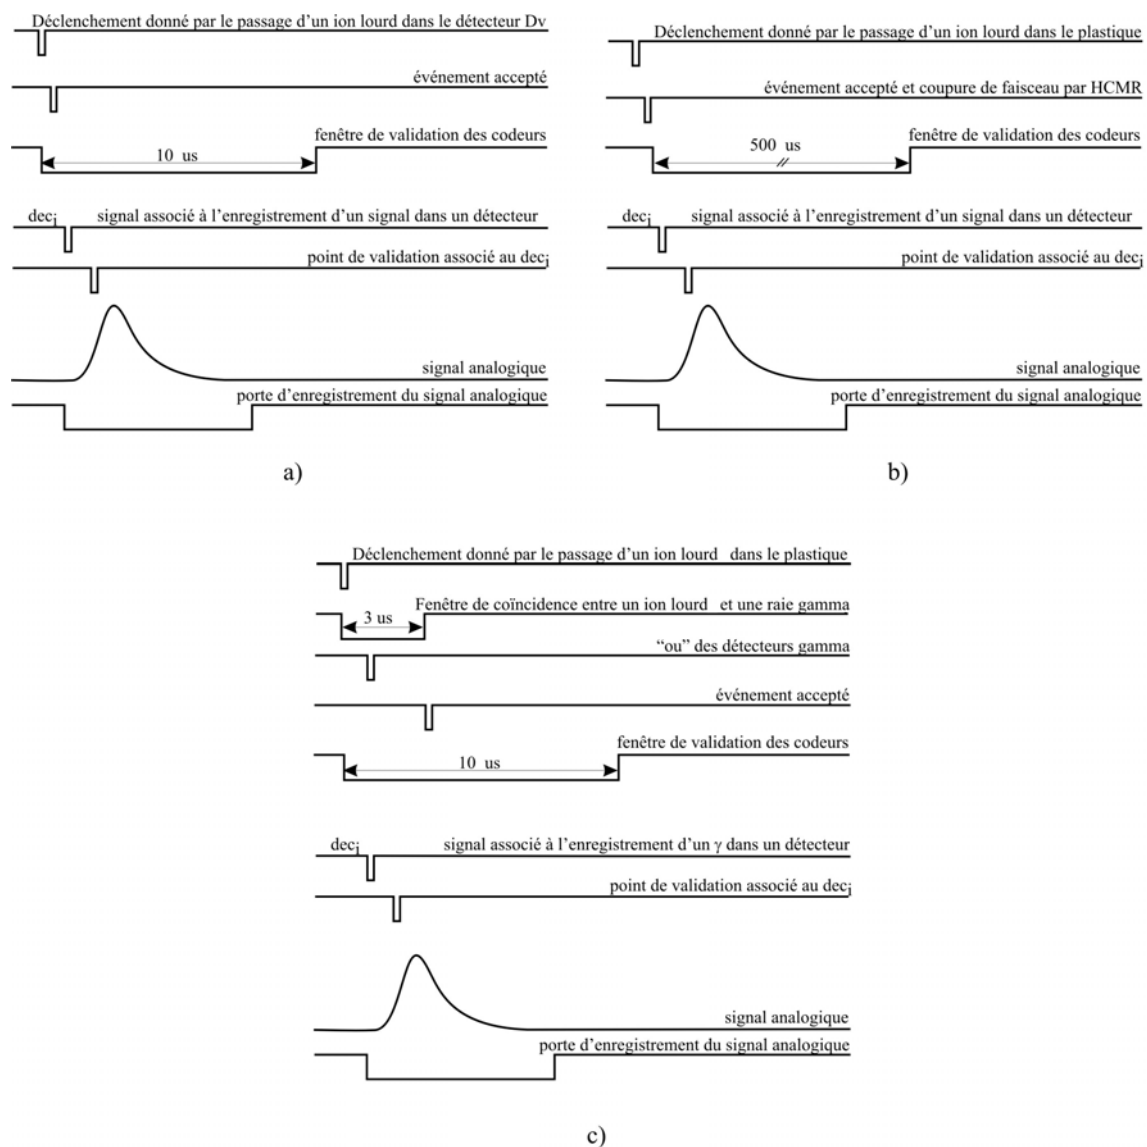 Déclenchement donné par le passage d'un ion lourd dans le détecteur Dv
événement accepté
fenêtre de validation des codeurs
10 us
dec_i signal associé à l'enregistrement d'un signal dans un détecteur
point de validation associé au dec_i
signal analogique
porte d'enregistrement du signal analogique
a)
Déclenchement donné par le passage d'un ion lourd dans le plastique
événement accepté et coupure de faisceau par HCMR
fenêtre de validation des codeurs
500 us
dec_i signal associé à l'enregistrement d'un signal dans un détecteur
point de validation associé au dec_i
signal analogique
porte d'enregistrement du signal analogique
b)
Déclenchement donné par le passage d'un ion lourd dans le plastique
Fenêtre de coïncidence entre un ion lourd et une raie gamma
3 us
“ou” des détecteurs gamma
événement accepté
fenêtre de validation des codeurs
10 us
dec_i signal associé à l'enregistrement d'un γ dans un détecteur
point de validation associé au dec_i
signal analogique
porte d'enregistrement du signal analogique
c)